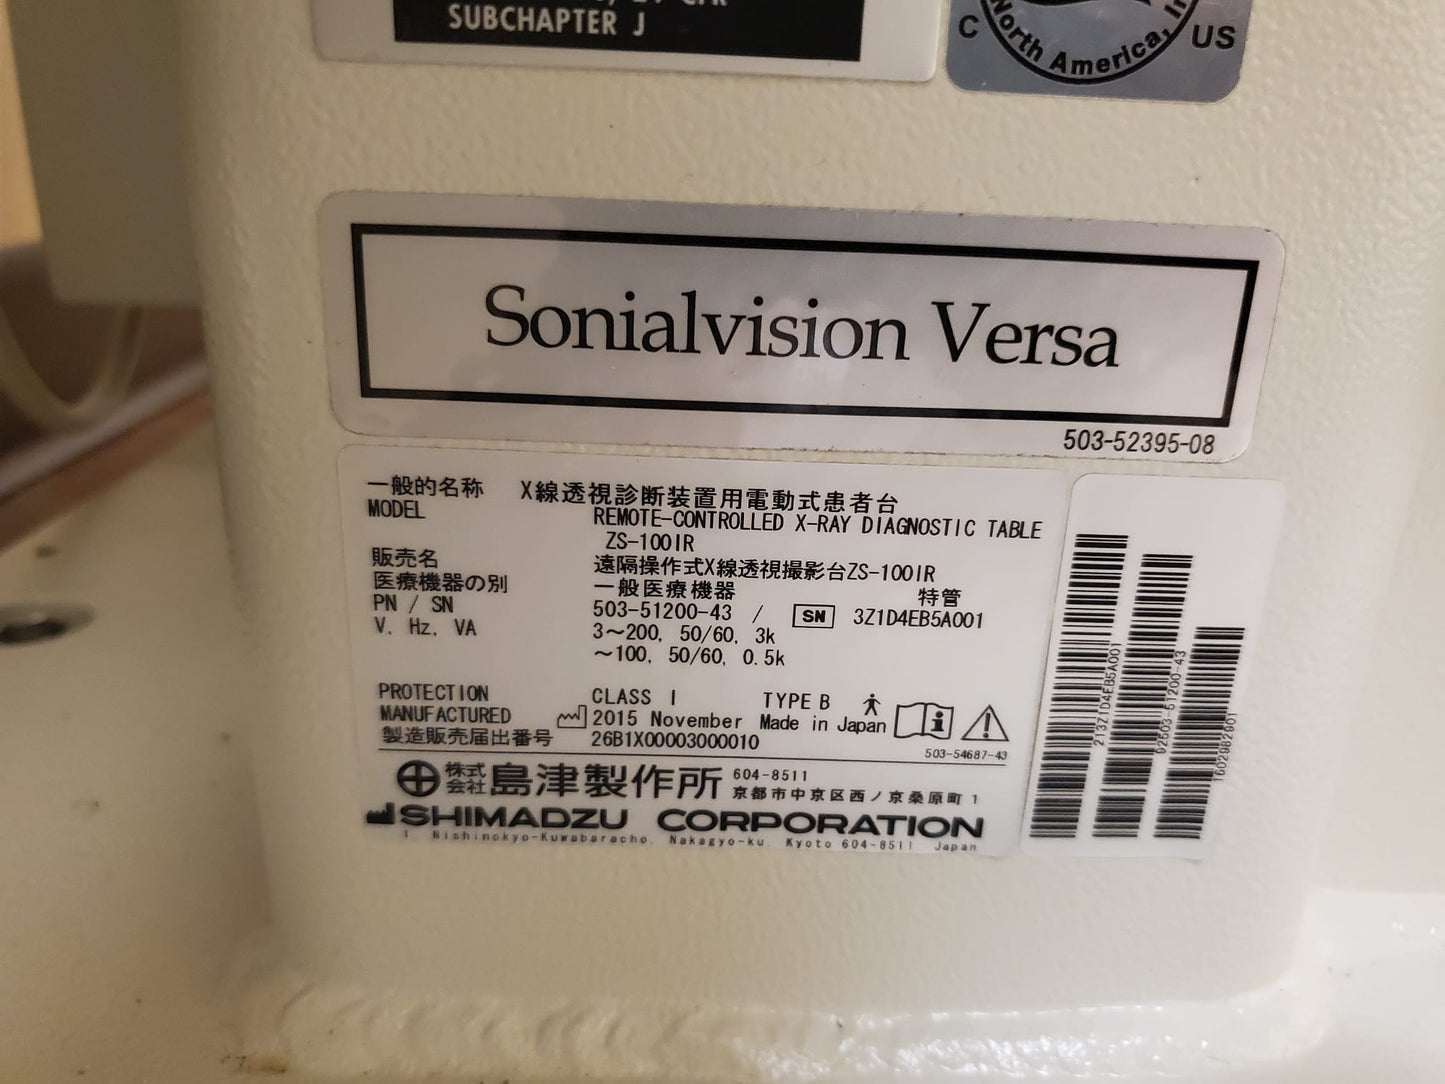 SUBCHAPTER J
C US
North America, In
Sonialvision Versa
503-52395-08
一般的名称 X線透視診断装置用電動式患者台
MODEL REMOTE-CONTROLLED X-RAY DIAGNOSTIC TABLE
ZS-100IR
販売名 遠隔操作式X線透視撮影台ZS-100IR
医療機器の別 一般医療機器 特管
PN / SN 503-51200-43 / SN 3Z1D4EB5A001
V, Hz, VA 3～200, 50/60, 3k
～100, 50/60, 0.5k
PROTECTION CLASS I TYPE B
MANUFACTURED 2015 November Made in Japan
製造販売届出番号 26B1X00003000010
503-54687-43
株式会社 島津製作所 604-8511
京都市中京区西ノ京桑原町1
SHIMADZU CORPORATION
1, Nishinokyo-Kuwabaracho, Nakagyo-ku, Kyoto 604-8511 Japan
213Z1D4EB5A001
92503-51200-43
1602982901